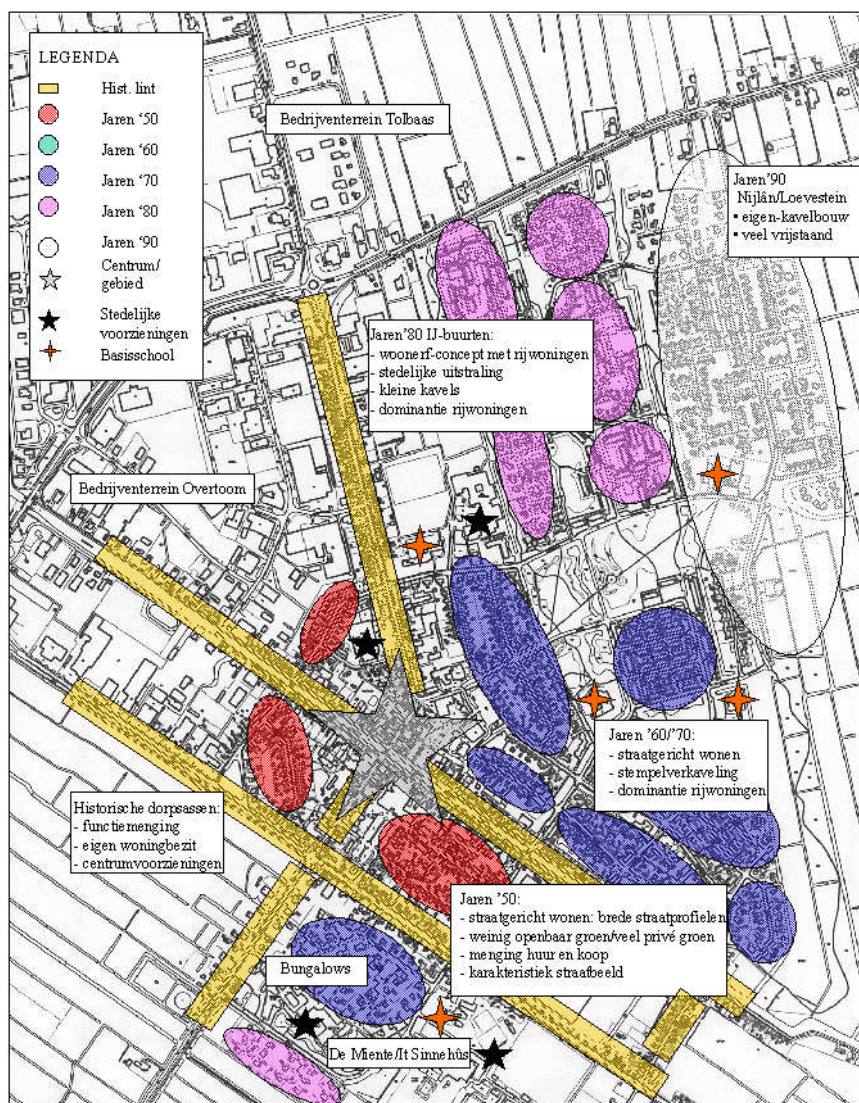 LEGENDA
Hist. lint
Jaren '50
Jaren '60
Jaren '70
Jaren '80
Jaren '90
Centrum/
gebied
Stedelijke
voorzieningen
Basisschool
Bedrijventerrein Tolbaas
Jaren'90
Nijlân/Loevestein
▪ eigen-kavelbouw
▪ veel vrijstaand
Jaren'80 IJ-buurten:
- woonerf-concept met rijwoningen
- stedelijke uitstraling
- kleine kavels
- dominantie rijwoningen
Bedrijventerrein Overtoom
Jaren '60/'70:
- straatgericht wonen
- stempelverkaveling
- dominantie rijwoningen
Historische dorpsassen:
- functiemenging
- eigen woningbezit
- centrumvoorzieningen
Jaren '50:
- straatgericht wonen: brede straatprofielen
- weinig openbaar groen/veel privé groen
- menging huur en koop
- karakteristiek straatbeeld
Bungalows
De Miente/It Sinnehûs